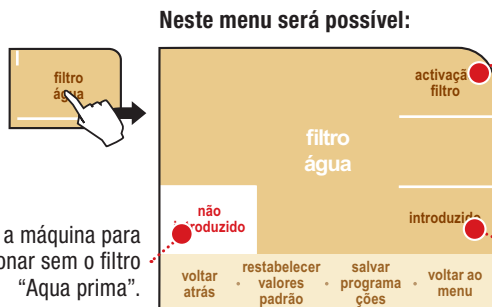 Neste menu será possível:
filtro
água
filtro
água
activaçã
filtro
não
introduzido
introduzido
a máquina para
onar sem o filtro
“Aqua prima”.
voltar
atrás
•
restabelecer
valores
padrão
•
salvar
programa
ções
•
voltar ao
menu